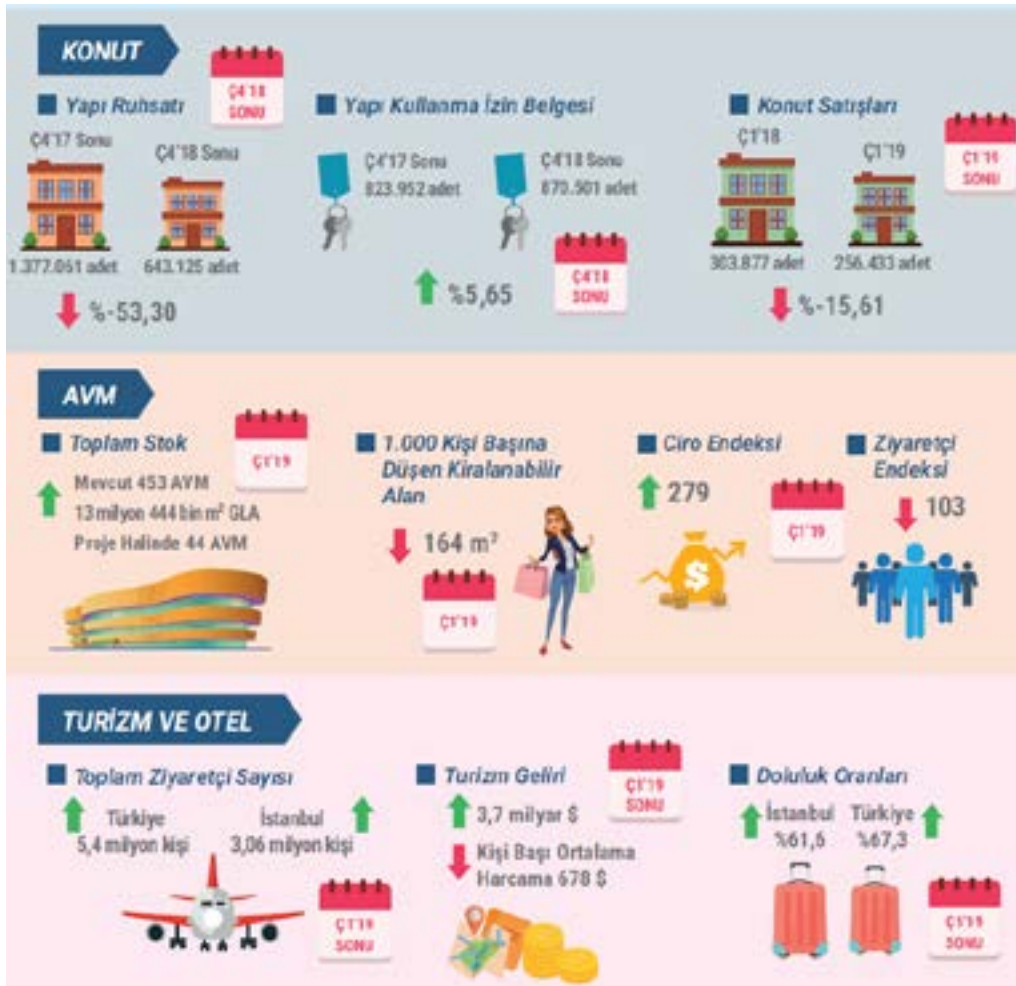 KONUT
Yapı Ruhsatı
Ç4'18
SONU
Ç4'17 Sonu
Ç4'18 Sonu
1.377.051 adet
643.125 adet
%-53,30
Yapı Kullanma İzin Belgesi
Ç4'17 Sonu
823.952 adet
Ç4'18 Sonu
870.501 adet
%5,65
Ç4'18
SONU
Konut Satışları
Ç1'18
Ç1'19
Ç1'19
SONU
303.877 adet
256.433 adet
%-15,61
AVM
Toplam Stok
Ç1'19
Mevcut 453 AVM
13 milyon 444 bin m² GLA
Proje Halinde 44 AVM
1.000 Kişi Başına
Düşen Kiralanabilir
Alan
164 m²
Ç1'19
Ciro Endeksi
279
Ç1'19
$
Ziyaretçi
Endeksi
103
TURİZM VE OTEL
Toplam Ziyaretçi Sayısı
Türkiye
5,4 milyon kişi
İstanbul
3,06 milyon kişi
Ç1'19
SONU
Turizm Geliri
3,7 milyar $
Kişi Başı Ortalama
Harcama 678 $
Ç1'19
SONU
Doluluk Oranları
İstanbul
%61,6
Türkiye
%67,3
Ç1'19
SONU